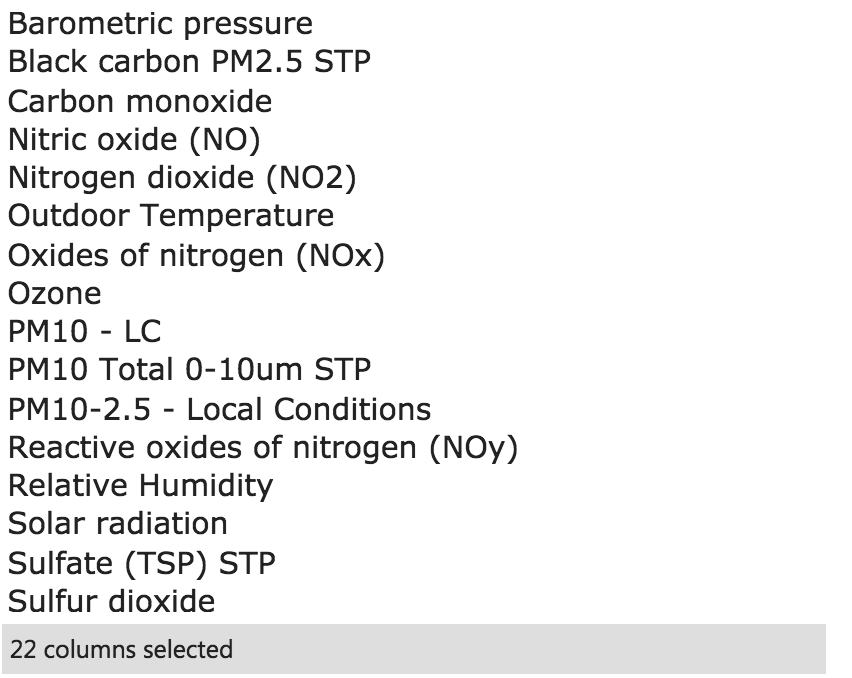 Barometric pressure
Black carbon PM2.5 STP
Carbon monoxide
Nitric oxide (NO)
Nitrogen dioxide (NO2)
Outdoor Temperature
Oxides of nitrogen (NOx)
Ozone
PM10 - LC
PM10 Total 0-10um STP
PM10-2.5 - Local Conditions
Reactive oxides of nitrogen (NOy)
Relative Humidity
Solar radiation
Sulfate (TSP) STP
Sulfur dioxide
22 columns selected